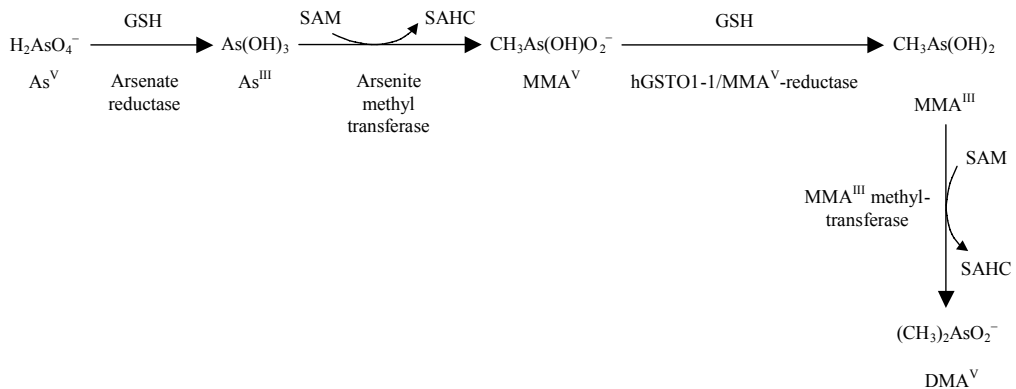 GSH
SAM
SAHC
GSH
H₂AsO₄⁻
As(OH)₃
CH₃As(OH)O₂⁻
CH₃As(OH)₂
Asⱽ
Arsenate
reductase
Asᴵᴵᴵ
Arsenite
methyl
transferase
MMAⱽ
hGSTO1-1/MMAⱽ-reductase
MMAᴵᴵᴵ
SAM
MMAᴵᴵᴵ methyl-
transferase
SAHC
(CH₃)₂AsO₂⁻
DMAⱽ